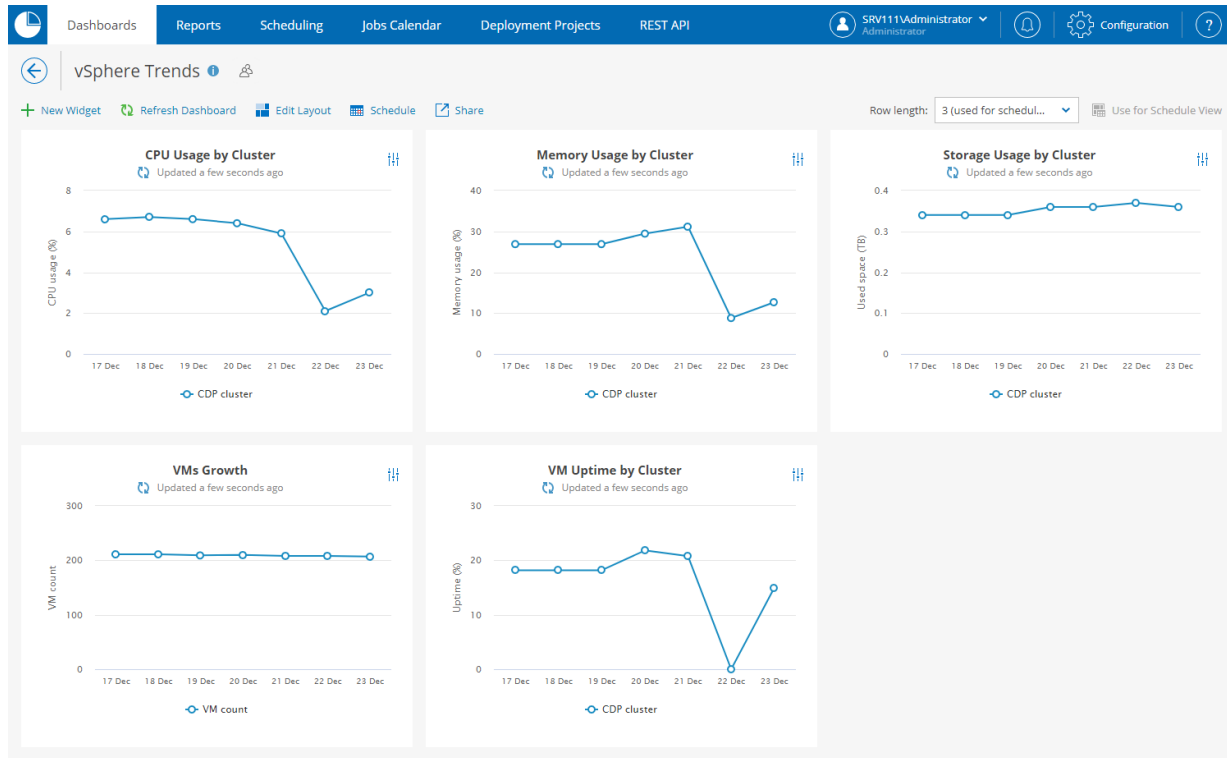 Dashboards Reports Scheduling Jobs Calendar Deployment Projects REST API SRV111\Administrator Configuration ?
Administrator
vSphere Trends i
New Widget Refresh Dashboard Edit Layout Schedule Share Row length: 3 (used for schedul... Use for Schedule View
CPU Usage by Cluster
Updated a few seconds ago
CPU usage (%)
8
6
4
2
0
17 Dec 18 Dec 19 Dec 20 Dec 21 Dec 22 Dec 23 Dec
CDP cluster
Memory Usage by Cluster
Updated a few seconds ago
Memory usage (%)
40
30
20
10
0
17 Dec 18 Dec 19 Dec 20 Dec 21 Dec 22 Dec 23 Dec
CDP cluster
Storage Usage by Cluster
Updated a few seconds ago
Used space (TB)
0.4
0.3
0.2
0.1
0
17 Dec 18 Dec 19 Dec 20 Dec 21 Dec 22 Dec 23 Dec
CDP cluster
VMs Growth
Updated a few seconds ago
VM count
300
200
100
0
17 Dec 18 Dec 19 Dec 20 Dec 21 Dec 22 Dec 23 Dec
VM count
VM Uptime by Cluster
Updated a few seconds ago
Uptime (%)
30
20
10
0
17 Dec 18 Dec 19 Dec 20 Dec 21 Dec 22 Dec 23 Dec
CDP cluster